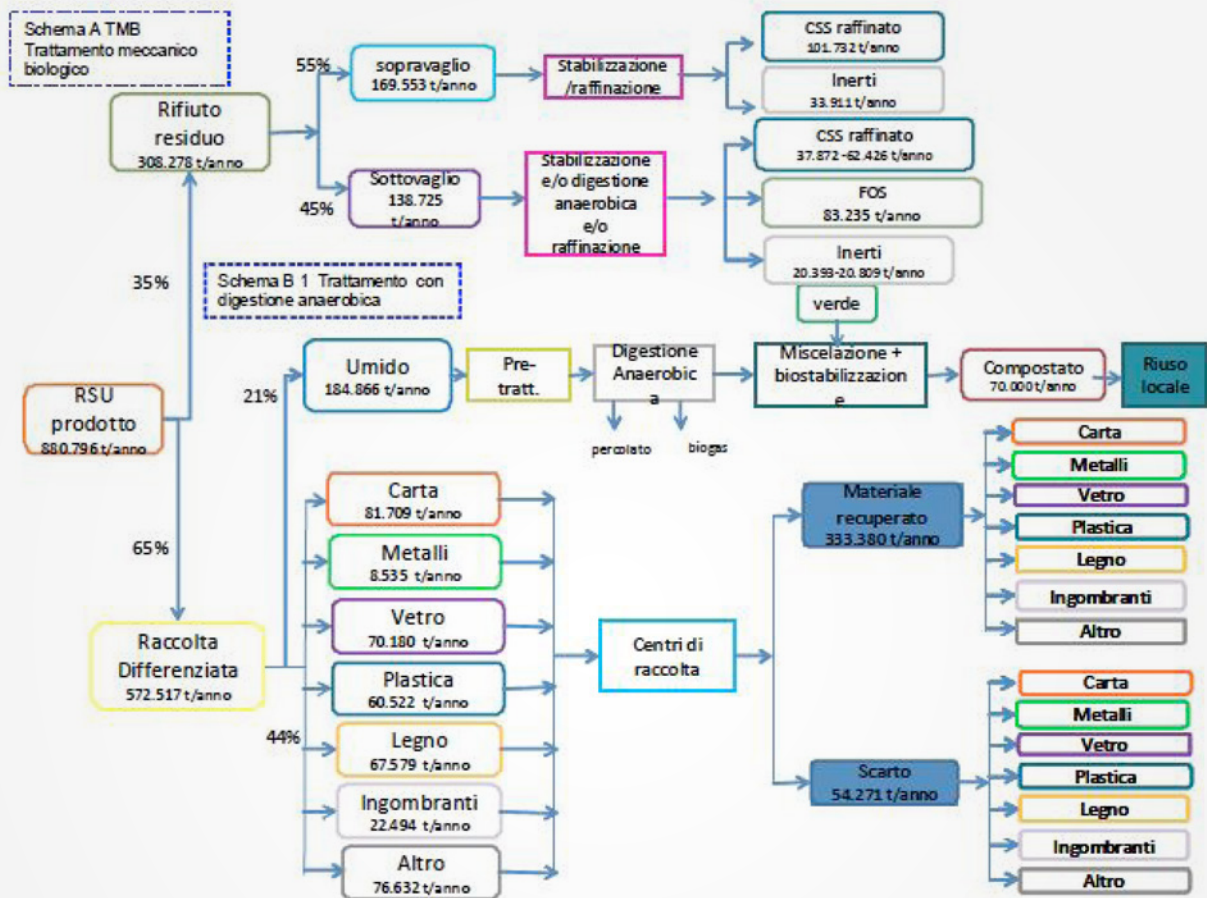 Schema A TMB
Trattamento meccanico
biologico
55%
sopravaglio
169.553 t/anno
Stabilizzazione
/raffinazione
CSS raffinato
101.732 t/anno
Inerti
33.911 t/anno
Rifiuto
residuo
308.278 t/anno
45%
Sottovaglio
138.725
t/anno
Stabilizzazione
e/o digestione
anaerobica
e/o
raffinazione
CSS raffinato
37.872 -62.426 t/anno
FOS
83.235 t/anno
Inerti
20.393-20.809 t/anno
35%
Schema B 1 Trattamento con
digestione anaerobica
verde
RSU
prodotto
880.796 t/anno
21%
Umido
184.866 t/anno
Pre-
tratt.
Digestione
Anaerobic
a
percolato
biogas
Miscelazione +
biostabilizzazion
e
Compostato
70.000 t/anno
Riuso
locale
65%
Raccolta
Differenziata
572.517 t/anno
44%
Carta
81.709 t/anno
Metalli
8.535 t/anno
Vetro
70.180 t/anno
Plastica
60.522 t/anno
Legno
67.579 t/anno
Ingombranti
22.494 t/anno
Altro
76.632 t/anno
Centri di
raccolta
Materiale
recuperato
333.380 t/anno
Carta
Metalli
Vetro
Plastica
Legno
Ingombranti
Altro
Scarto
54.271 t/anno
Carta
Metalli
Vetro
Plastica
Legno
Ingombranti
Altro